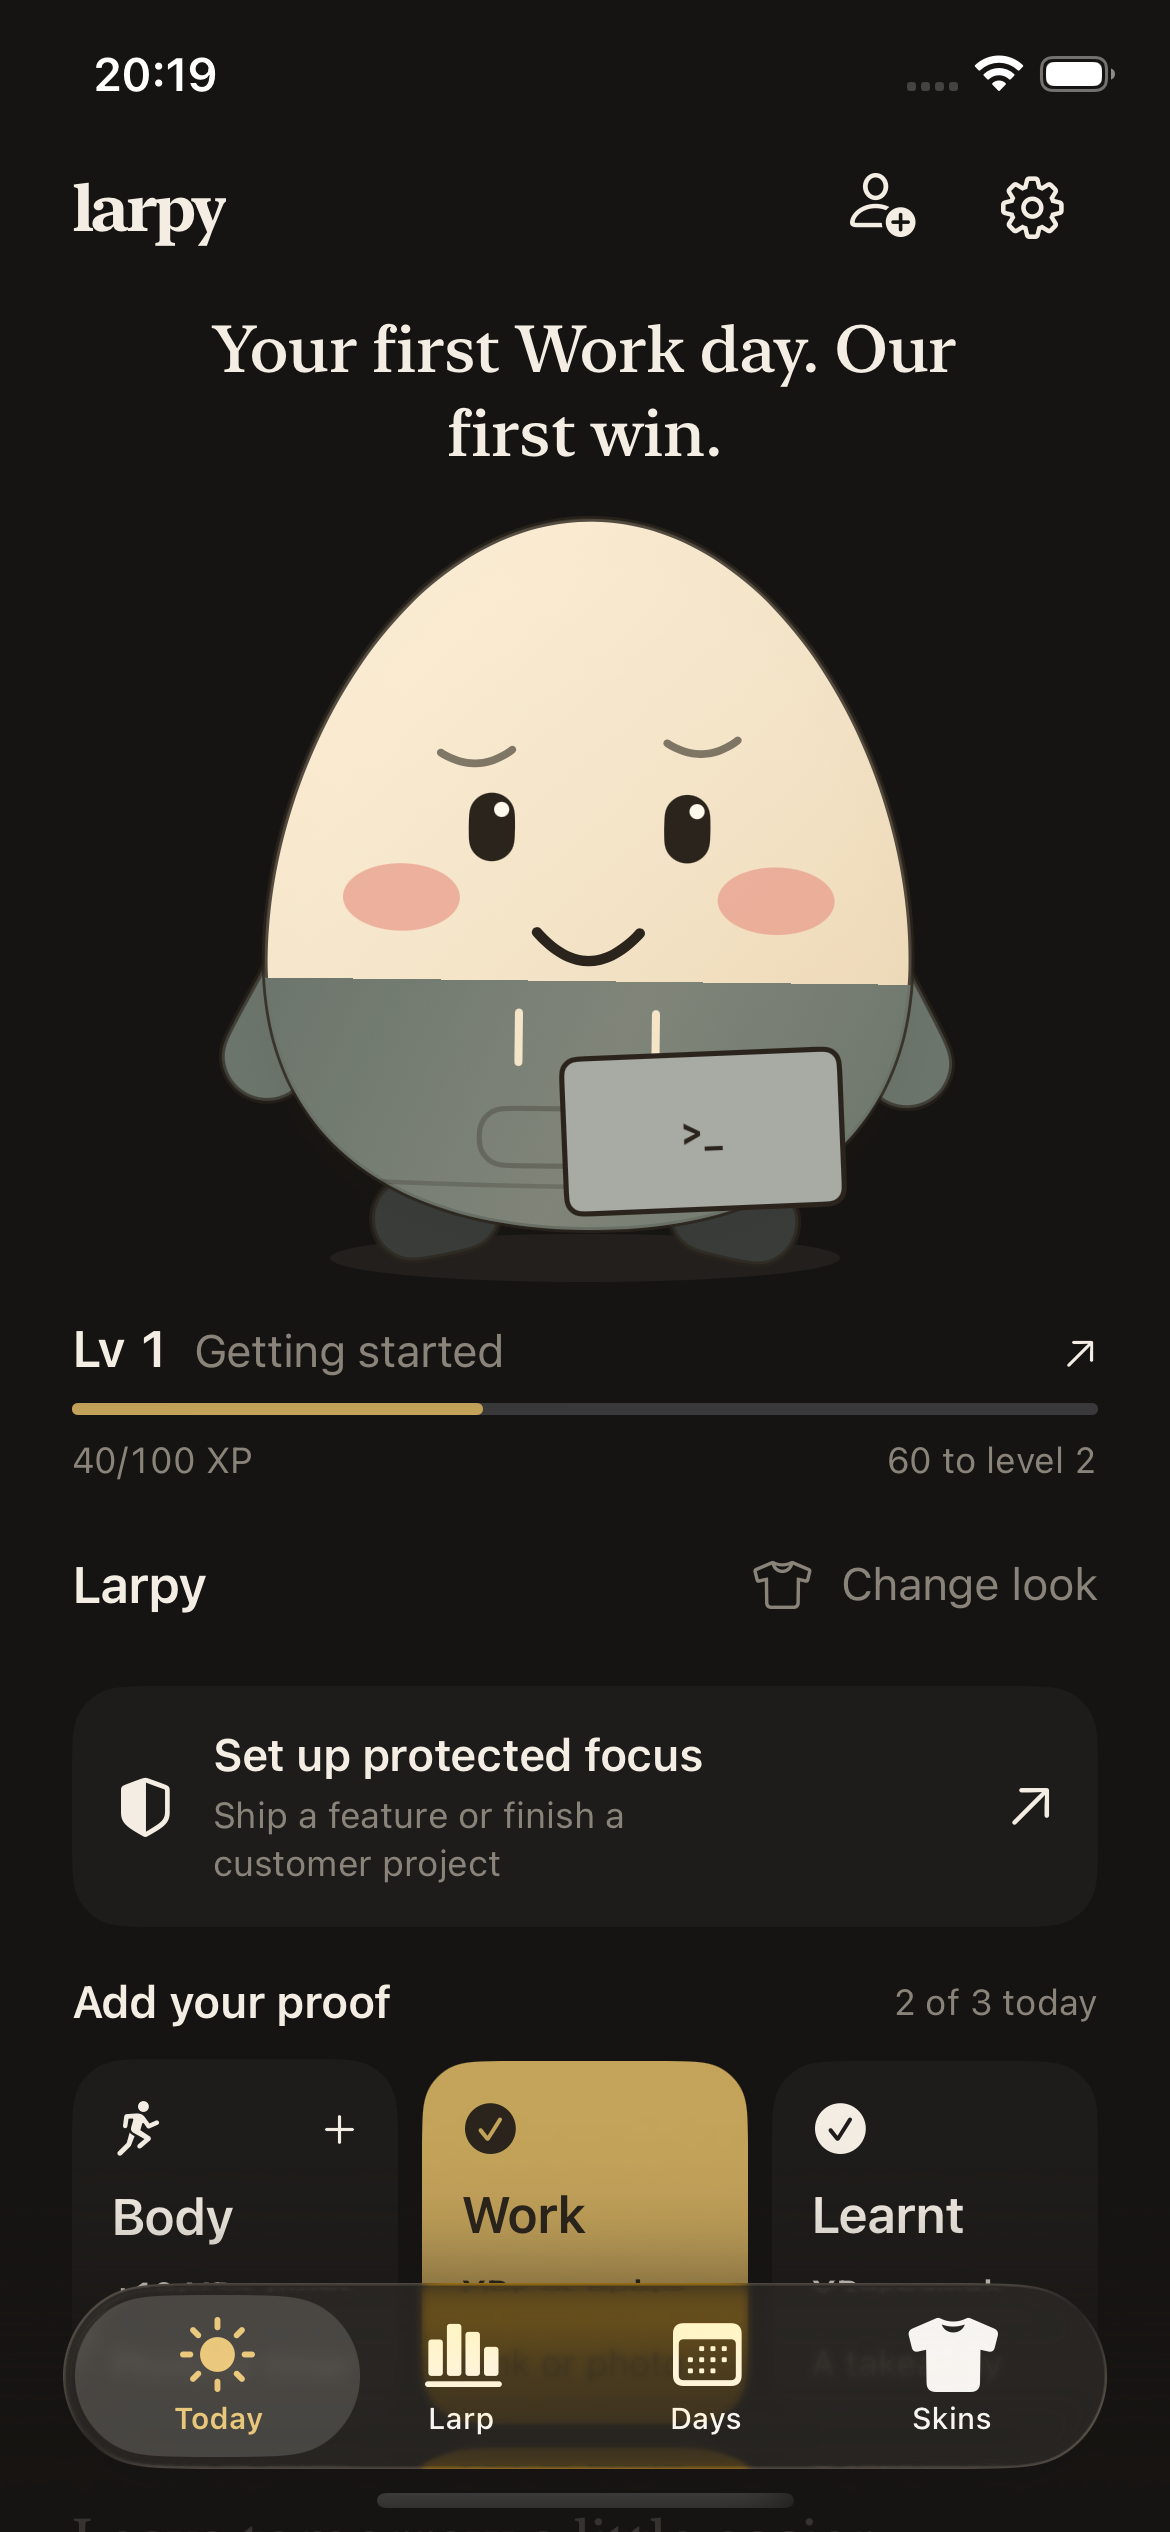 20:19
larpy
Your first Work day. Our
first win.
>_
Lv 1 Getting started
40/100 XP
60 to level 2
Larpy
Change look
Set up protected focus
Ship a feature or finish a
customer project
Add your proof
2 of 3 today
Body
Work
Learnt
Today
Larp
Days
Skins